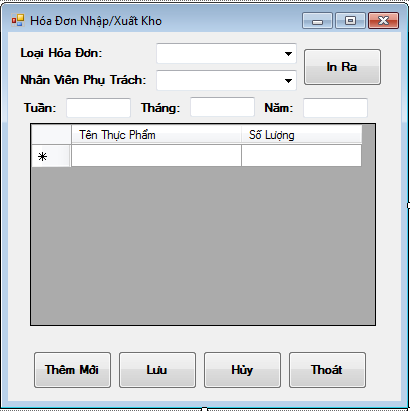 Hóa Đơn Nhập/Xuất Kho
Loại Hóa Đơn:
In Ra
Nhân Viên Phụ Trách:
Tuần: Tháng: Năm:
Tên Thực Phẩm Số Lượng
Thêm Mới Lưu Hủy Thoát